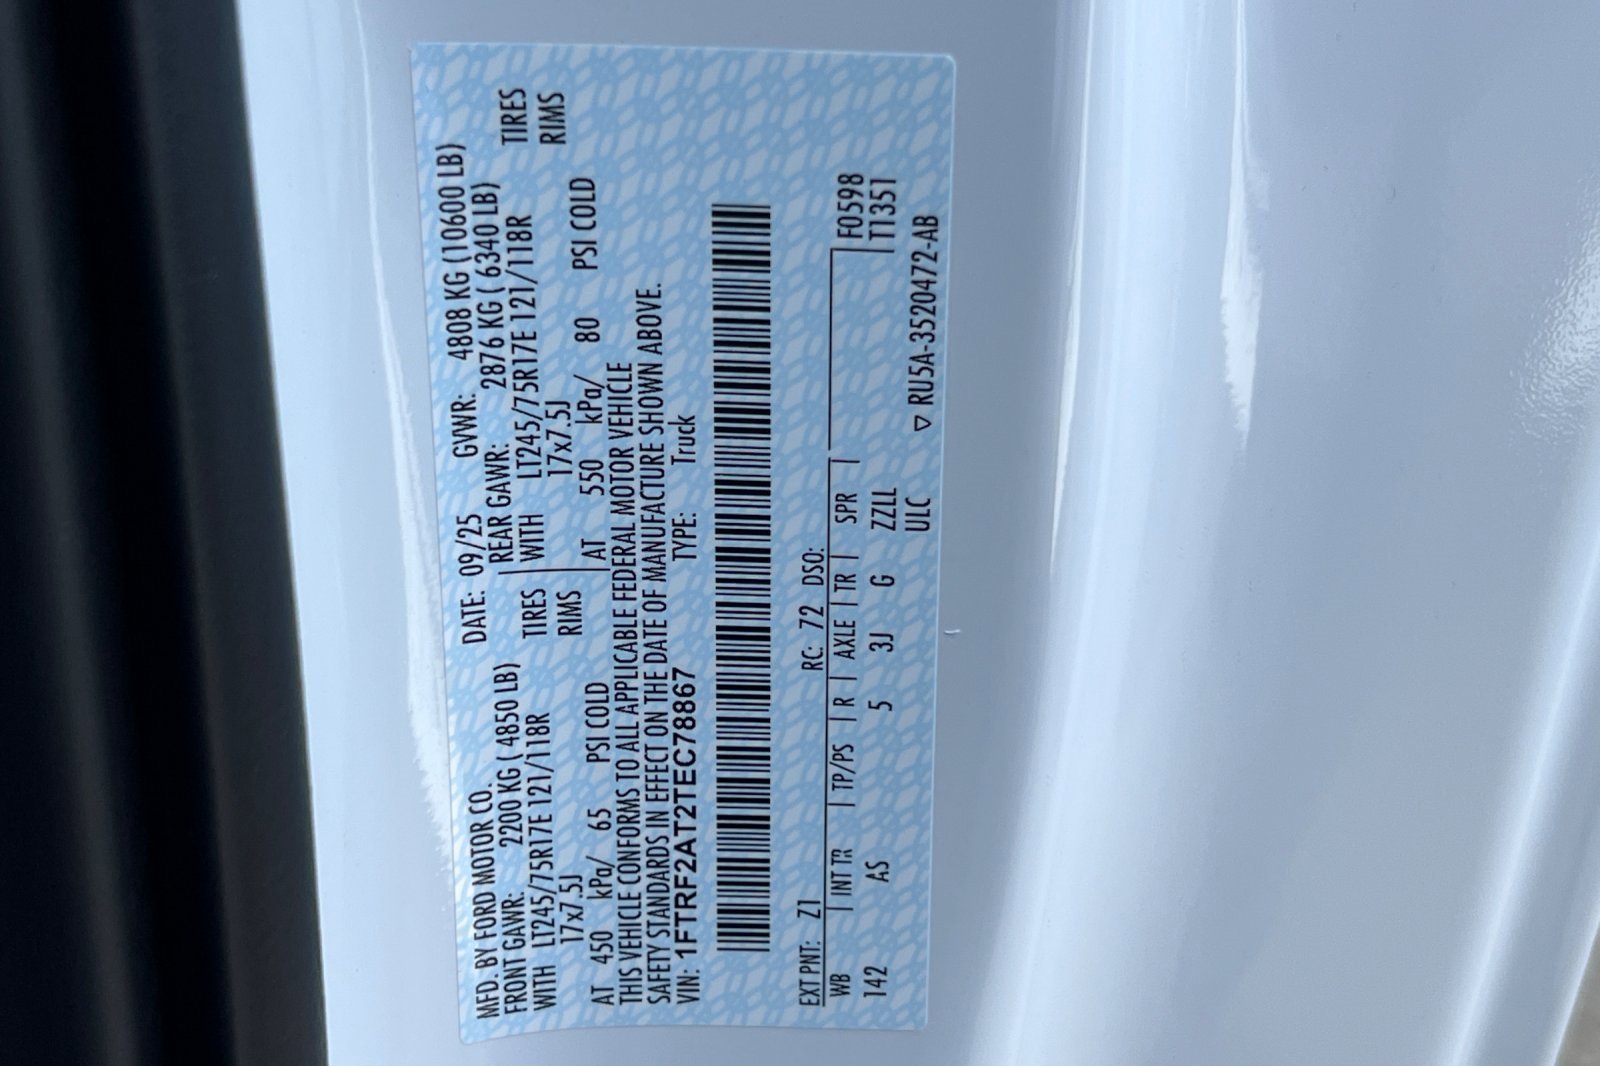 MFD. BY FORD MOTOR CO. DATE: 09/25 GVWR: 4808 KG (10600 LB)
FRONT GAWR: 2200 KG ( 4850 LB) REAR GAWR: 2876 KG ( 6340 LB)
WITH LT245/75R17E 121/118R TIRES WITH LT245/75R17E 121/118R TIRES
17x7.5J RIMS 17x7.5J RIMS
AT 450 kPa/ 65 PSI COLD AT 550 kPa/ 80 PSI COLD
THIS VEHICLE CONFORMS TO ALL APPLICABLE FEDERAL MOTOR VEHICLE
SAFETY STANDARDS IN EFFECT ON THE DATE OF MANUFACTURE SHOWN ABOVE.
VIN: 1FTRF2AT2TEC78867 TYPE: Truck
EXT PNT: Z1 RC: 72 DSO:
WB | INT TR | TP/PS | R | AXLE | TR | SPR | F0598
142 AS 5 3J G ZZLL T1351
ULC ▽ RU5A-3520472-AB